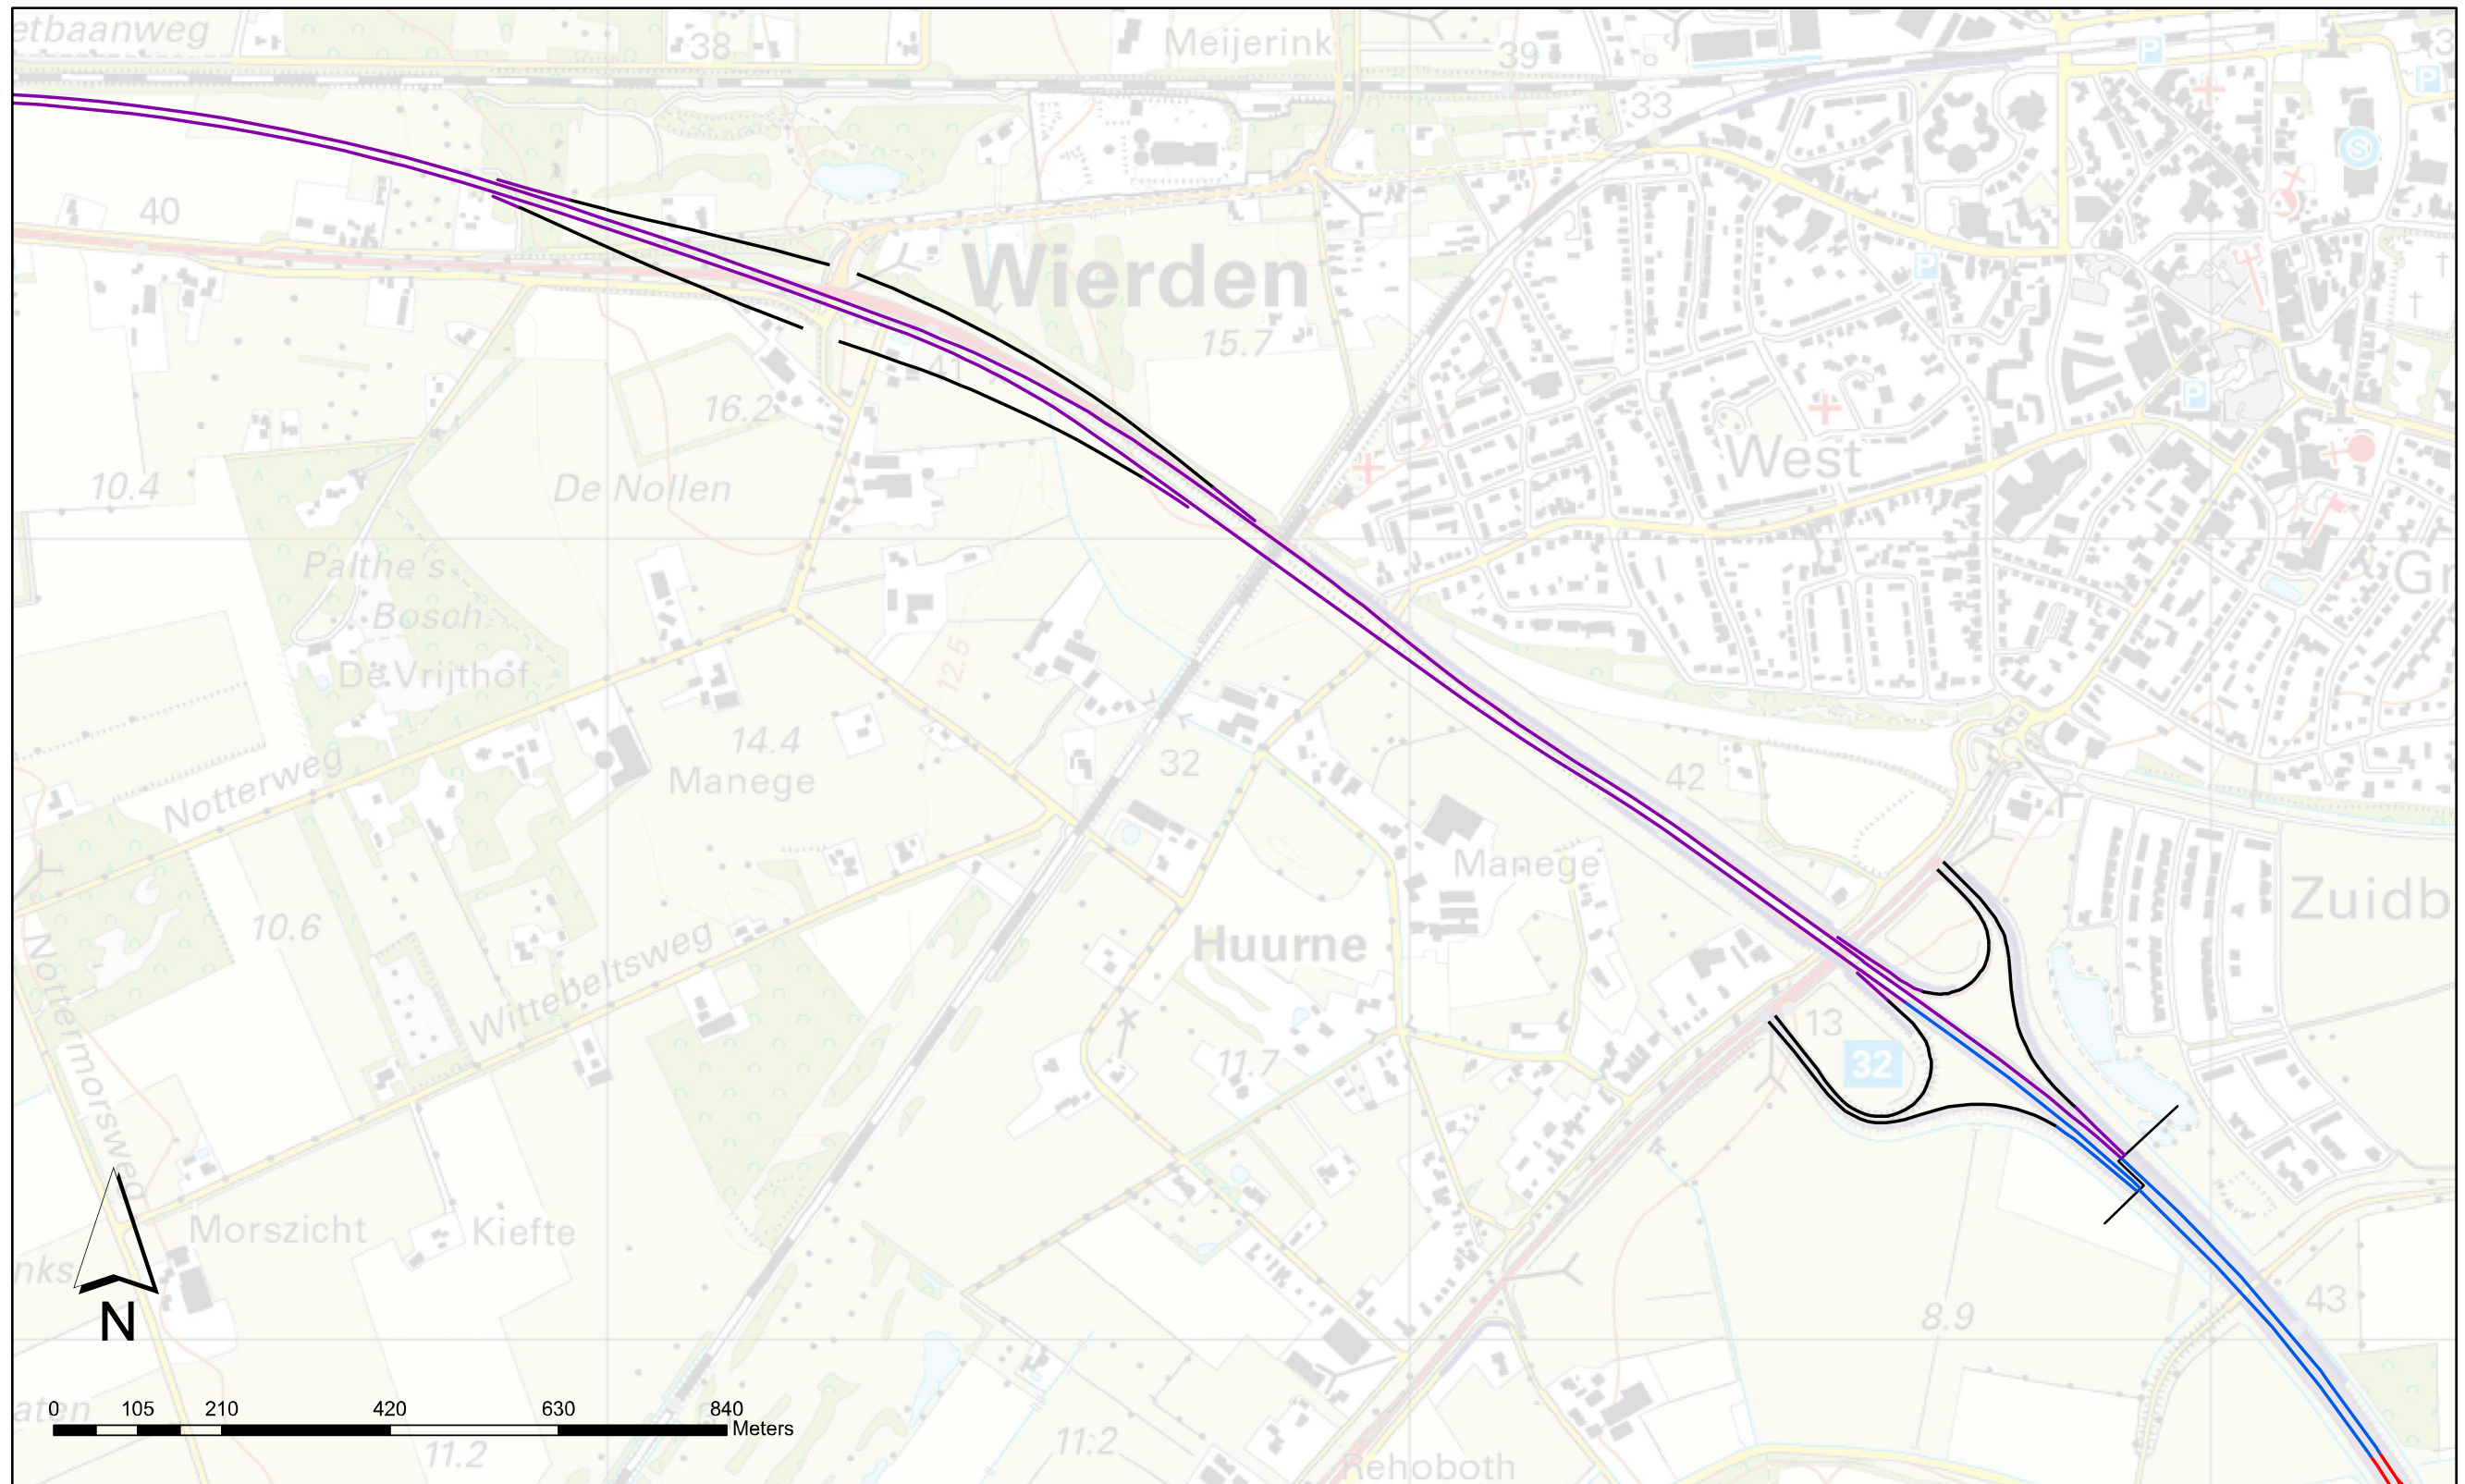 etbaanweg
38
Meijerink
39
33
40
Wierden
15.7
41
16.2
West
10.4
De Nollen
Palthe's
Bosch
De Vrijthof
12.5
Gr
14.4
Manege
32
42
Notterweg
Manege
Zuidb
10.6
Huurne
Wittebeltsweg
Nottermorsweg
13
32
11.7
Morszicht
Kiefte
nks
43
8.9
N
0 105 210 420 630 840
Meters
aten
11.2
11.2
Rehoboth
P
P
P
P
S